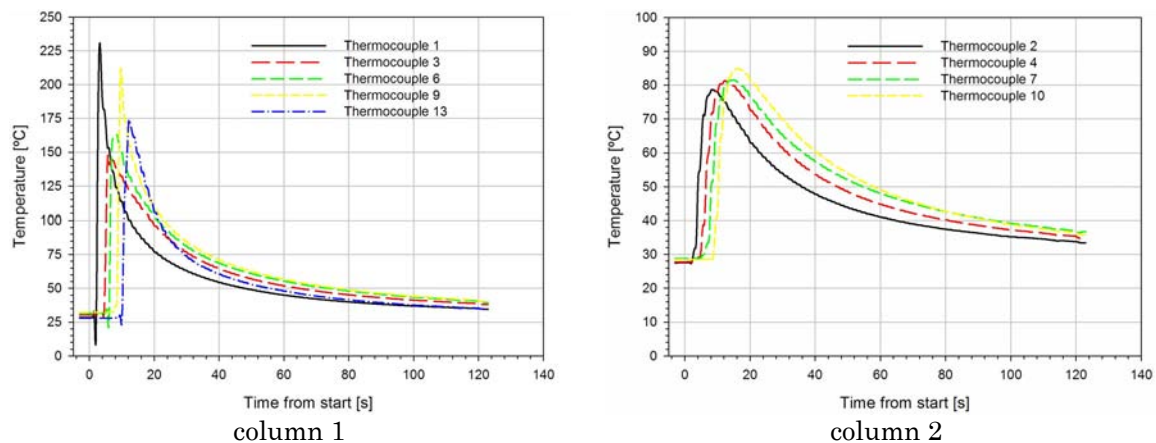 250
225
200
175
150
125
100
75
50
25
0
Temperature [ºC]
Thermocouple 1
Thermocouple 3
Thermocouple 6
Thermocouple 9
Thermocouple 13
0 20 40 60 80 100 120 140
Time from start [s]
column 1
100
90
80
70
60
50
40
30
20
10
0
Temperature [ºC]
Thermocouple 2
Thermocouple 4
Thermocouple 7
Thermocouple 10
0 20 40 60 80 100 120 140
Time from start [s]
column 2